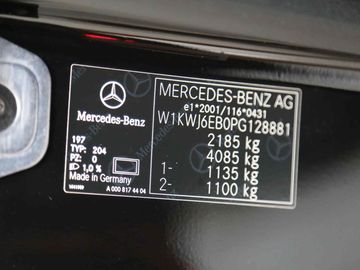 Mercedes-Benz
197
TYP: 204
PZ: 0
1,0 %
Made in Germany
A 000 817 44 04
MERCEDES-BENZ AG
e1*2001/116*0431
W1KWJ6EB0PG128881
2185 kg
4085 kg
1- 1135 kg
2- 1100 kg